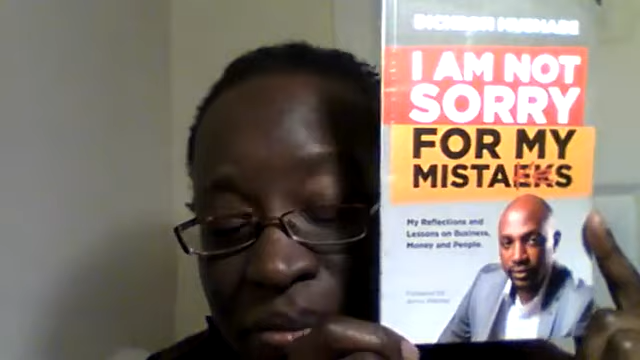 I AM NOT
SORRY
FOR MY
MISTAEKS
My Reflections and
Lessons on Business,
Money and People.